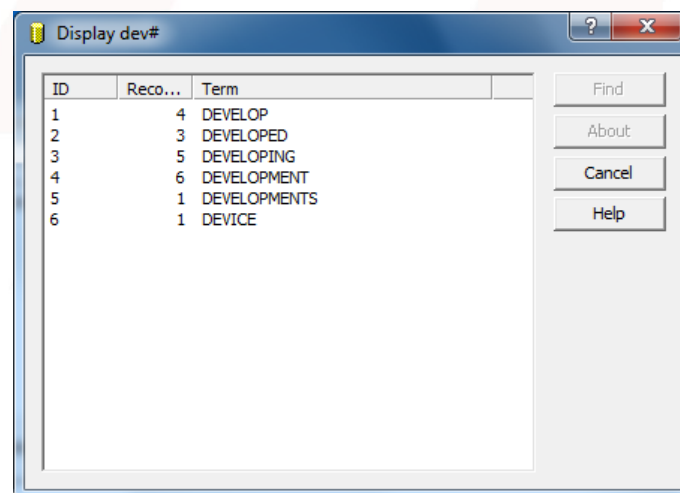 Display dev#
ID Reco... Term
1 4 DEVELOP
2 3 DEVELOPED
3 5 DEVELOPING
4 6 DEVELOPMENT
5 1 DEVELOPMENTS
6 1 DEVICE
Find
About
Cancel
Help